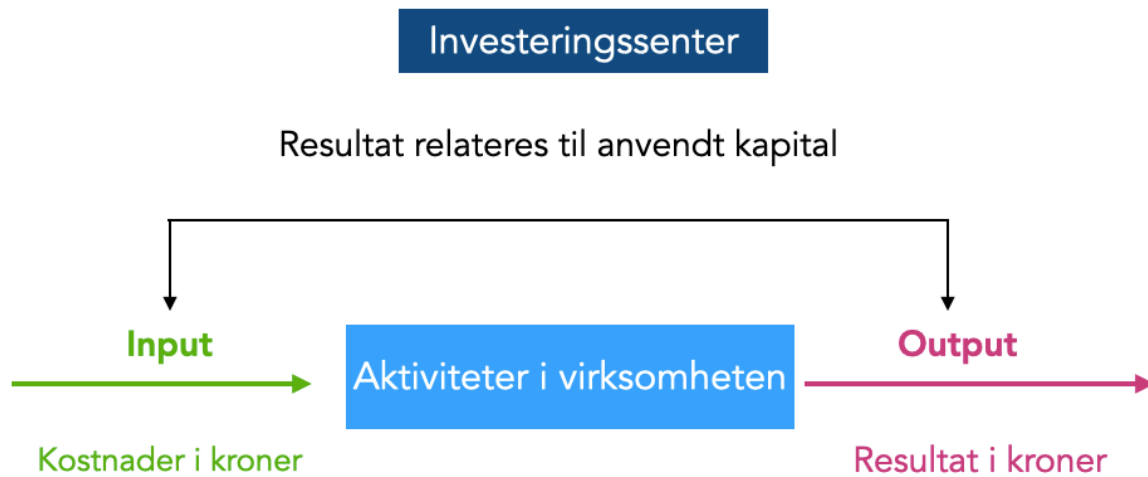 Investeringssenter
Resultat relateres til anvendt kapital
Input
Aktiviteter i virksomheten
Output
Kostnader i kroner
Resultat i kroner